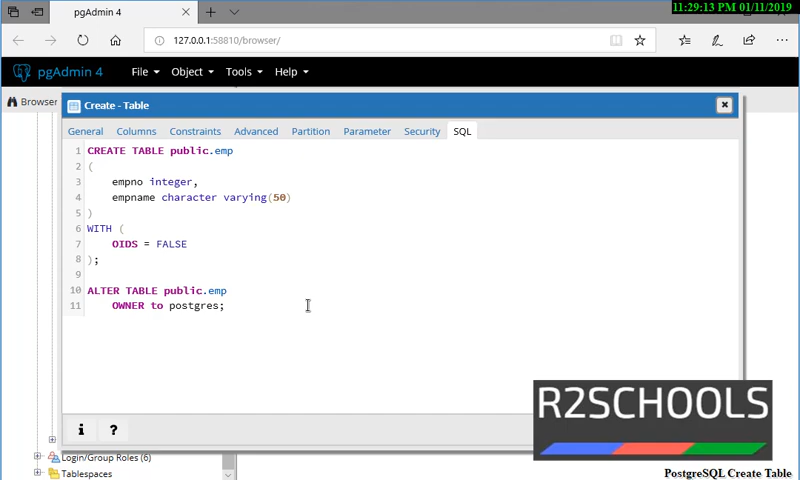 11:29:13 PM 01/11/2019
pgAdmin 4
127.0.0.1:58810/browser/
pgAdmin 4 File Object Tools Help
Browser
Create - Table
General Columns Constraints Advanced Partition Parameter Security SQL
1 CREATE TABLE public.emp
2 (
3 empno integer,
4 empname character varying(50)
5 )
6 WITH (
7 OIDS = FALSE
8 );
9
10 ALTER TABLE public.emp
11 OWNER to postgres;
i ?
R2SCHOOLS
Login/Group Roles (6)
Tablespaces
PostgreSQL Create Table